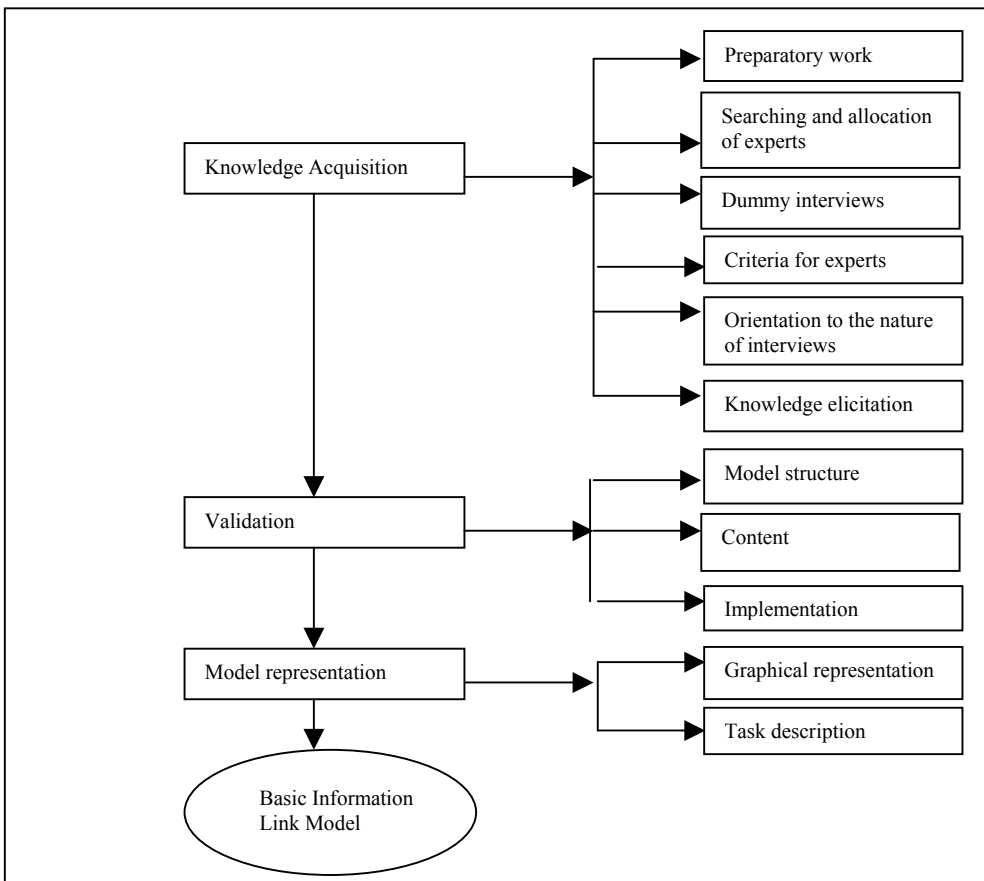 Preparatory work
Searching and allocation
of experts
Knowledge Acquisition
Dummy interviews
Criteria for experts
Orientation to the nature
of interviews
Knowledge elicitation
Model structure
Validation
Content
Implementation
Model representation
Graphical representation
Task description
Basic Information
Link Model